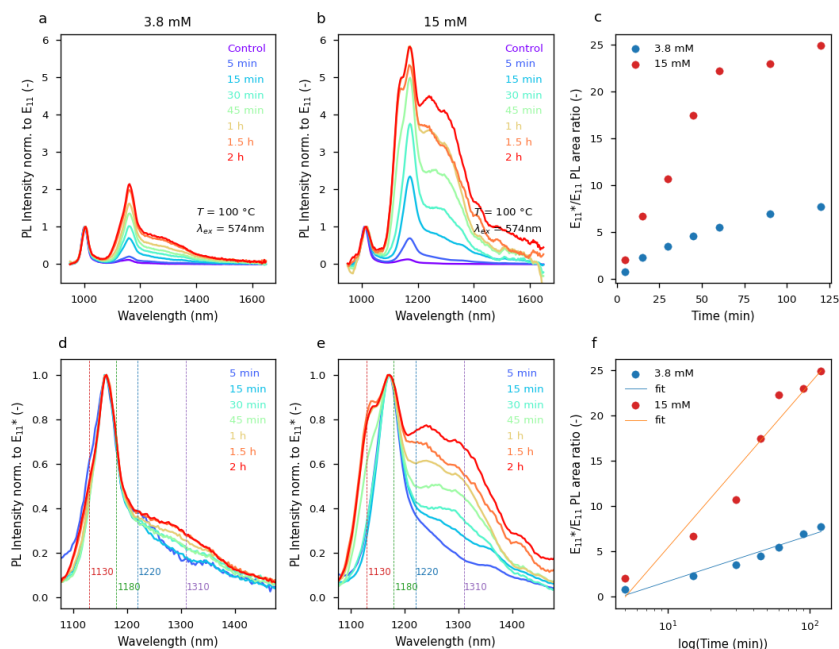 a
3.8 mM
PL Intensity norm. to E₁₁ (-)
6
5
4
3
2
1
0
1000
1200
1400
1600
Wavelength (nm)
Control
5 min
15 min
30 min
45 min
1 h
1.5 h
2 h
T = 100 °C
λex = 574nm
b
15 mM
PL Intensity norm. to E₁₁ (-)
6
5
4
3
2
1
0
1000
1200
1400
1600
Wavelength (nm)
Control
5 min
15 min
30 min
45 min
1 h
1.5 h
2 h
T = 100 °C
λex = 574nm
c
E₁₁*/E₁₁ PL area ratio (-)
25
20
15
10
5
0
0
25
50
75
100
125
Time (min)
3.8 mM
15 mM
d
PL Intensity norm. to E₁₁* (-)
1.0
0.8
0.6
0.4
0.2
0.0
1100
1200
1300
1400
Wavelength (nm)
5 min
15 min
30 min
45 min
1 h
1.5 h
2 h
1130
1180
1220
1310
e
PL Intensity norm. to E₁₁* (-)
1.0
0.8
0.6
0.4
0.2
0.0
1100
1200
1300
1400
Wavelength (nm)
5 min
15 min
30 min
45 min
1 h
1.5 h
2 h
1130
1180
1220
1310
f
E₁₁*/E₁₁ PL area ratio (-)
25
20
15
10
5
0
10¹
10²
log(Time (min))
3.8 mM
fit
15 mM
fit